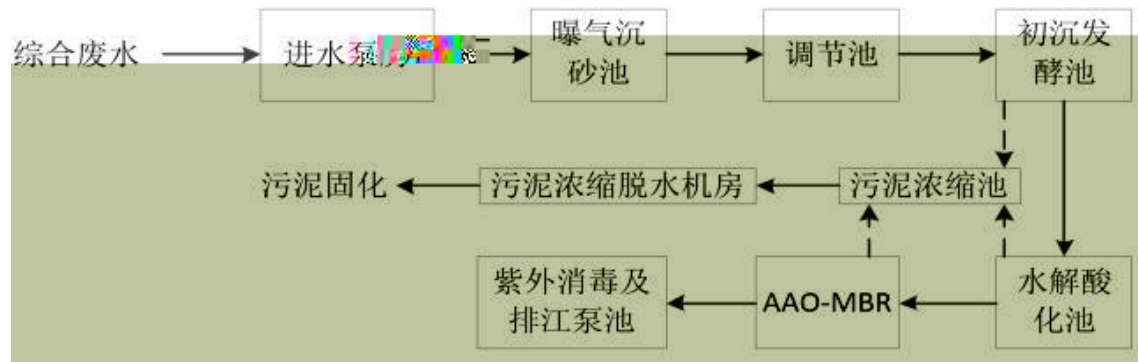 综合废水
进水泵房
曝气沉
砂池
调节池
初沉发
酵池
污泥固化
污泥浓缩脱水机房
污泥浓缩池
紫外消毒及
排江泵池
AAO-MBR
水解酸
化池